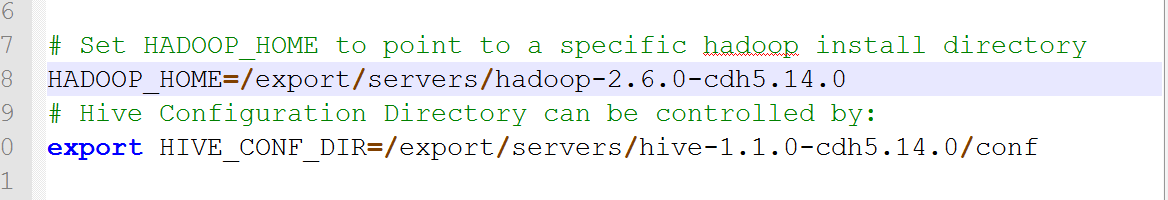 6
7 # Set HADOOP_HOME to point to a specific hadoop install directory
8 HADOOP_HOME=/export/servers/hadoop-2.6.0-cdh5.14.0
9 # Hive Configuration Directory can be controlled by:
0 export HIVE_CONF_DIR=/export/servers/hive-1.1.0-cdh5.14.0/conf
1